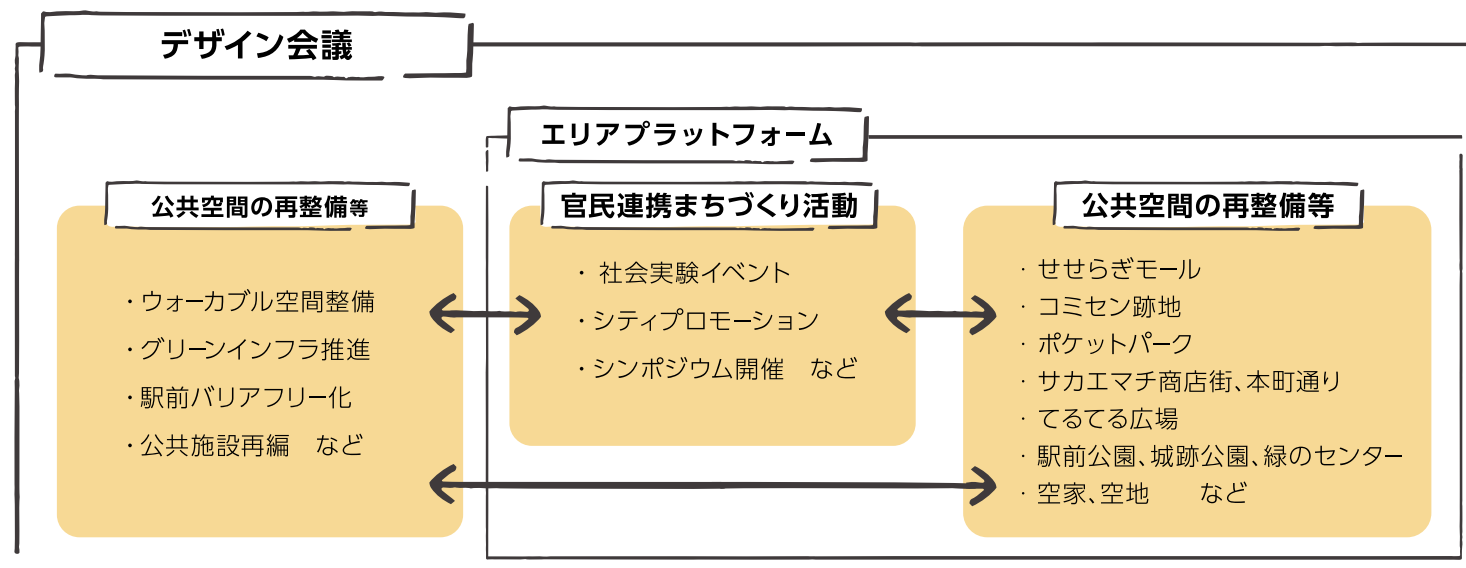 デザイン会議
エリアプラットフォーム
公共空間の再整備等
・ウォーカブル空間整備
・グリーンインフラ推進
・駅前バリアフリー化
・公共施設再編　など
官民連携まちづくり活動
・ 社会実験イベント
・シティプロモーション
・シンポジウム開催　など
公共空間の再整備等
・せせらぎモール
・コミセン跡地
・ポケットパーク
・サカエマチ商店街、本町通り
・てるてる広場
・駅前公園、城跡公園、緑のセンター
・空家、空地　　など